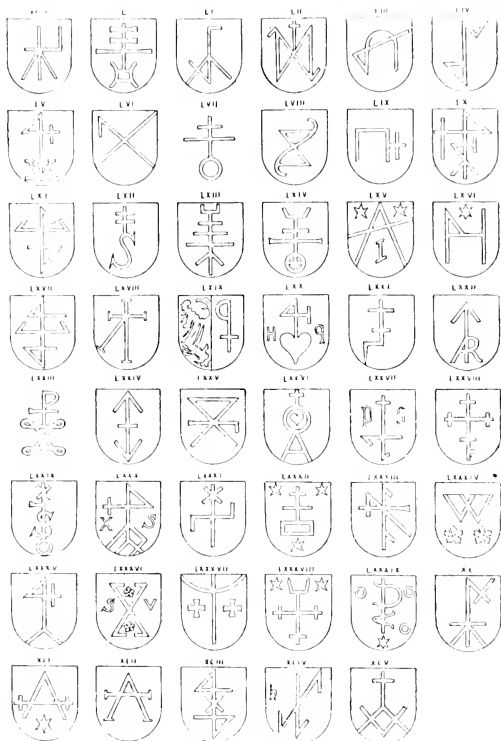 L LI LII LIII LIV
LV LVI LVII LVIII LIX LX
LXI LXII LXIII LXIV LXV LXVI
S A I
LXVII LXVIII LXIX LXX LXXI LXXII
H
LXXIII LXXIV LXXV LXXVI LXXVII LXXVIII
LXXIX LXXX LXXXI LXXXII LXXXIII LXXXIV
X S W
LXXXV LXXXVI LXXXVII LXXXVIII LXXXIX XC
S V
XCI XCII XCIII XCIV XCV
A A h